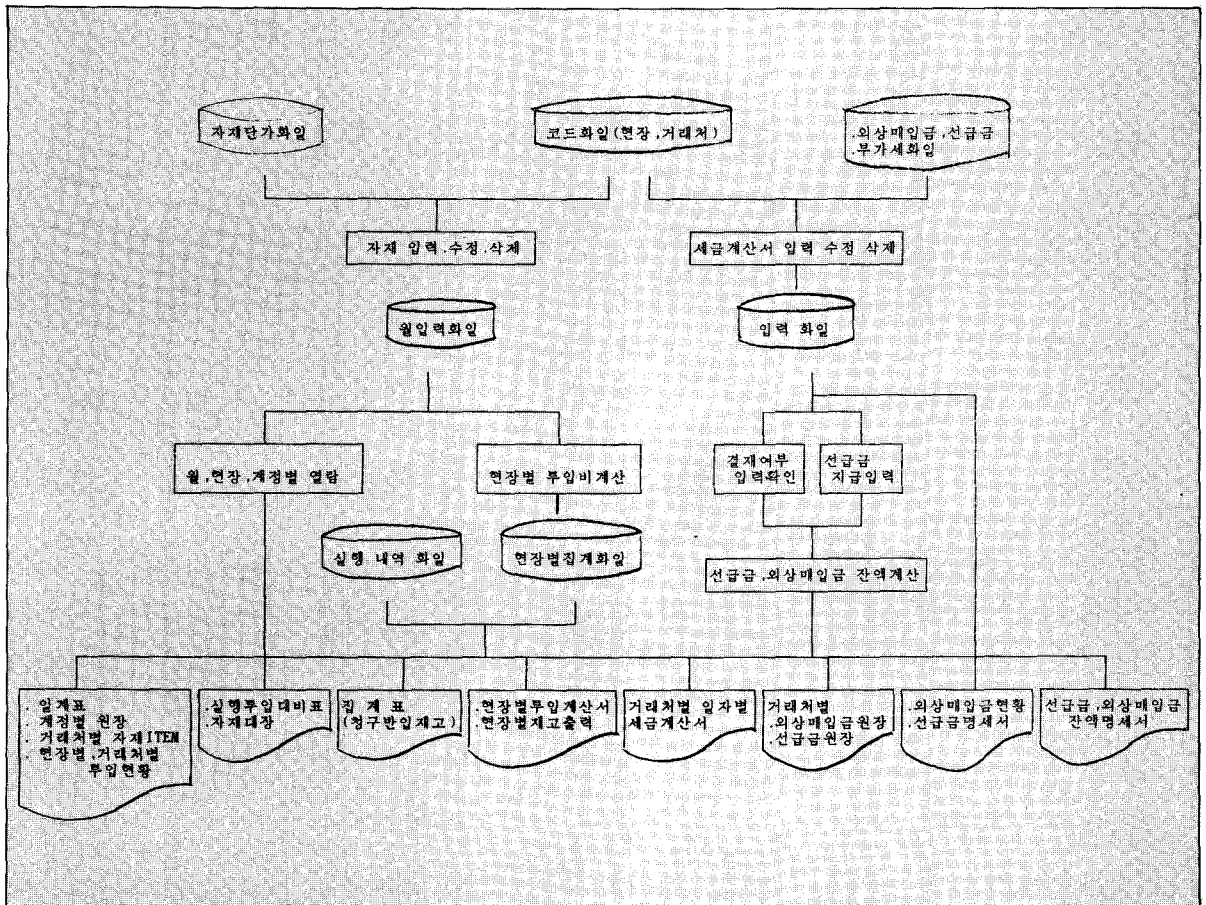 자재단가화일
코드화일(현장,거래처)
.외상매입금,선급금
.부가세화일
자재 입력.수정.삭제
세금계산서 입력 수정 삭제
월입력화일
입력 화일
월,현장,계정별 열람
현장별 투입비계산
결재여부
입력확인
선급금
지급입력
실행 내역 화일
현장별집계화일
선급금,외상매입금 잔액계산
. 일계표
. 계정별 원장
. 거래처별 자재ITEM
. 현장별,거래처별
투입현황
.실행투입대비표
.자재대장
집 계 표
(청구반입재고)
.현장별투입계산서
.현장별재고출력
거래처별 일자별
세금계산서
거래처별
.외상매입금원장
.선급금원장
.외상매입금현황
.선급금명세서
선급금,외상매입금
잔액명세서